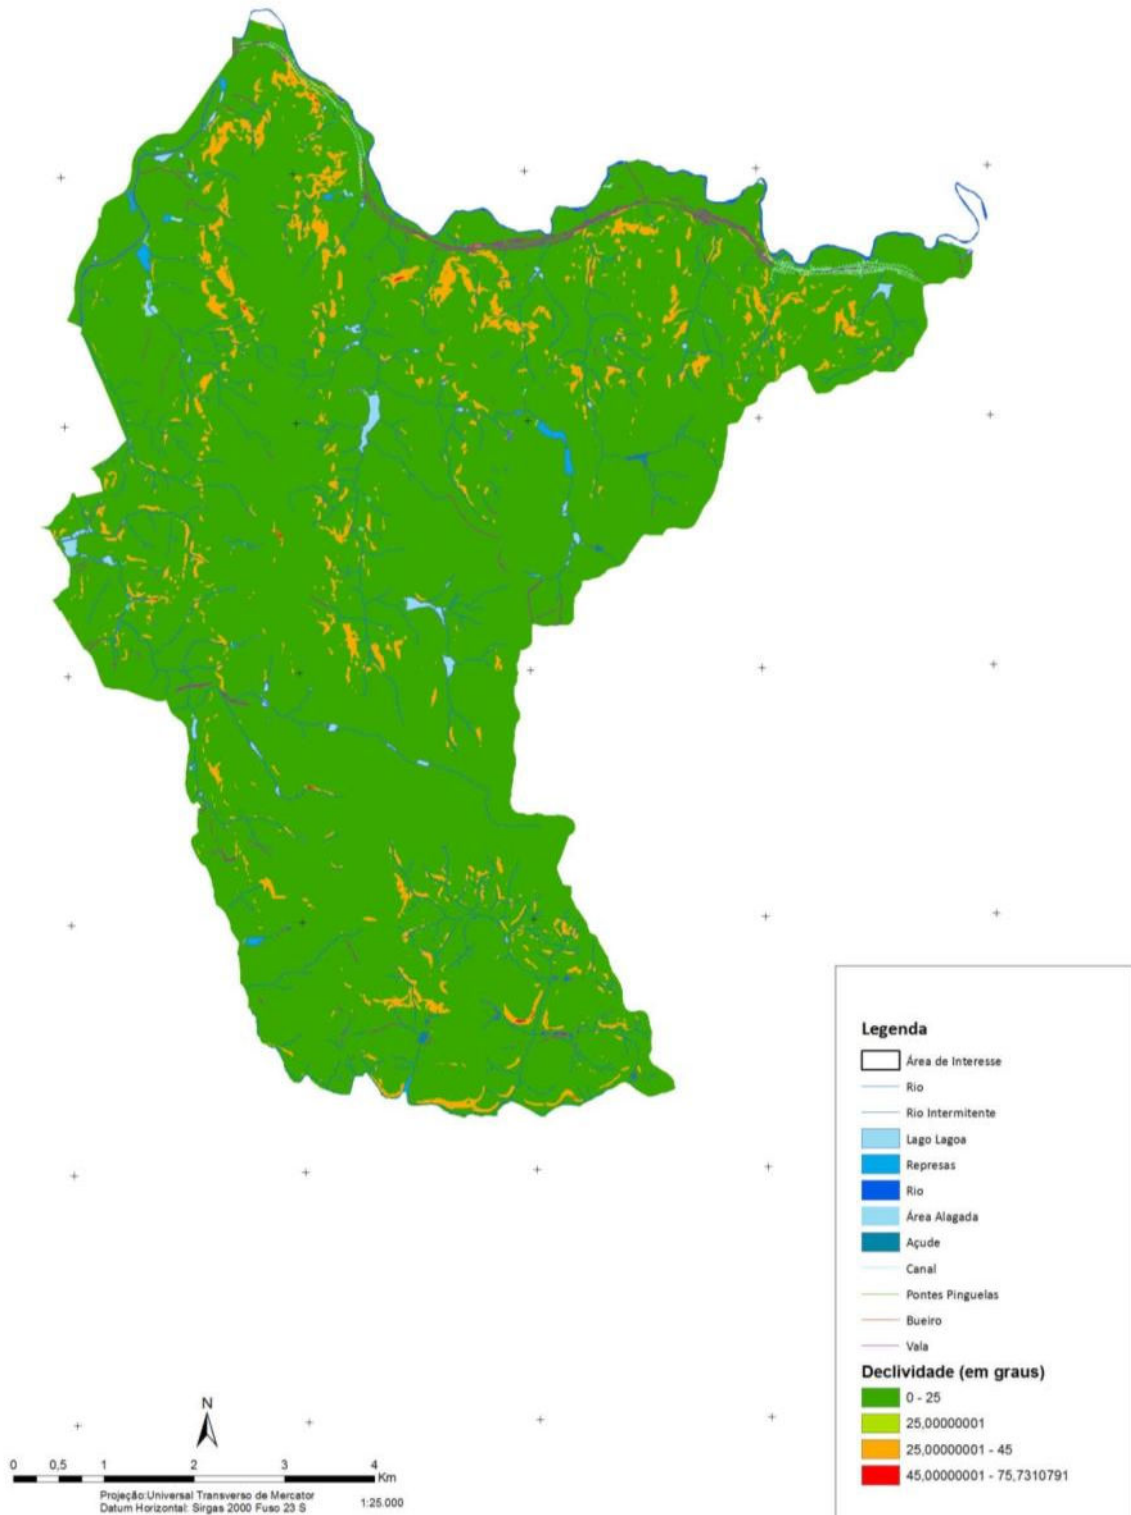 Legenda
Área de Interesse
Rio
Rio Intermitente
Lago Lagoa
Represas
Rio
Área Alagada
Açude
Canal
Pontes Pinguelas
Bueiro
Vala
Declividade (em graus)
0 - 25
25,00000001
25,00000001 - 45
45,00000001 - 75,7310791
N
0 0,5 1 2 3 4
Km
Projeção:Universal Transverso de Mercator
Datum Horizontal: Sirgas 2000 Fuso 23 S
1:25.000